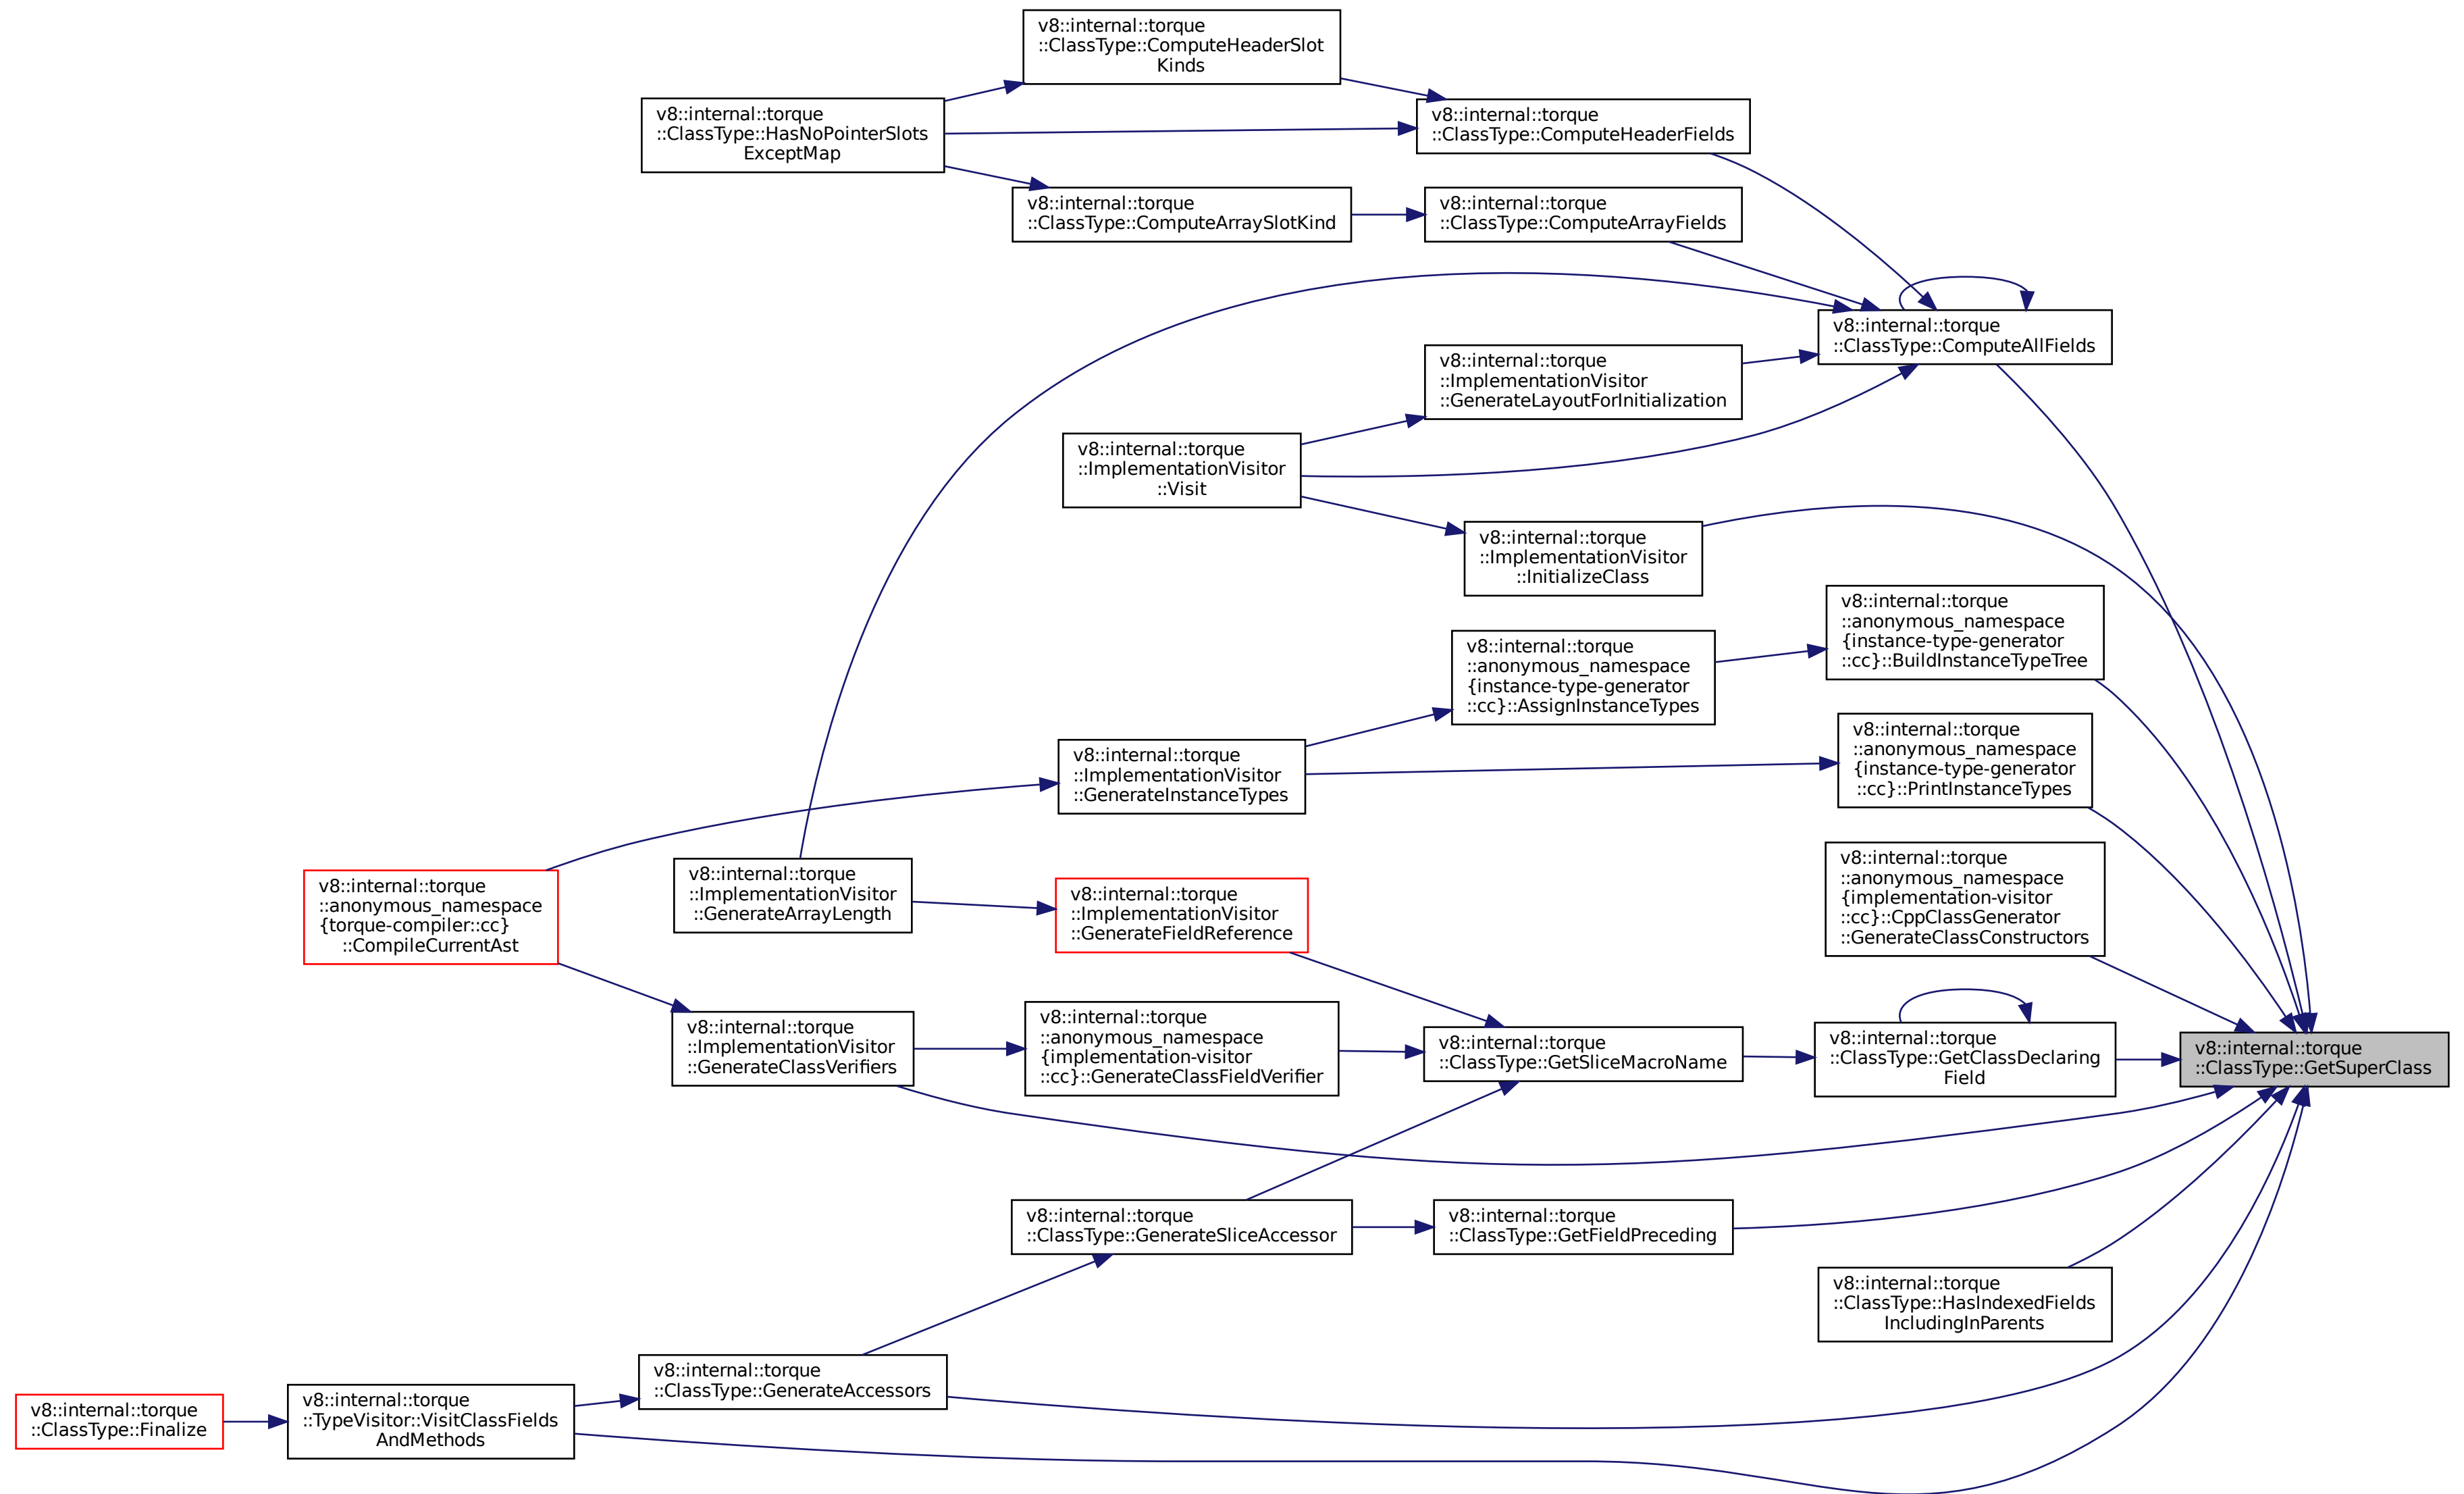 v8::internal::torque
::ClassType::ComputeHeaderSlot
Kinds
v8::internal::torque
::ClassType::HasNoPointerSlots
ExceptMap
v8::internal::torque
::ClassType::ComputeHeaderFields
v8::internal::torque
::ClassType::ComputeArraySlotKind
v8::internal::torque
::ClassType::ComputeArrayFields
v8::internal::torque
::ClassType::ComputeAllFields
v8::internal::torque
::ImplementationVisitor
::GenerateLayoutForInitialization
v8::internal::torque
::ImplementationVisitor
::Visit
v8::internal::torque
::ImplementationVisitor
::InitializeClass
v8::internal::torque
::anonymous_namespace
{instance-type-generator
::cc}::BuildInstanceTypeTree
v8::internal::torque
::anonymous_namespace
{instance-type-generator
::cc}::AssignInstanceTypes
v8::internal::torque
::anonymous_namespace
{instance-type-generator
::cc}::PrintInstanceTypes
v8::internal::torque
::ImplementationVisitor
::GenerateInstanceTypes
v8::internal::torque
::anonymous_namespace
{implementation-visitor
::cc}::CppClassGenerator
::GenerateClassConstructors
v8::internal::torque
::anonymous_namespace
{torque-compiler::cc}
::CompileCurrentAst
v8::internal::torque
::ImplementationVisitor
::GenerateArrayLength
v8::internal::torque
::ImplementationVisitor
::GenerateFieldReference
v8::internal::torque
::ImplementationVisitor
::GenerateClassVerifiers
v8::internal::torque
::anonymous_namespace
{implementation-visitor
::cc}::GenerateClassFieldVerifier
v8::internal::torque
::ClassType::GetSliceMacroName
v8::internal::torque
::ClassType::GetClassDeclaring
Field
v8::internal::torque
::ClassType::GetSuperClass
v8::internal::torque
::ClassType::GenerateSliceAccessor
v8::internal::torque
::ClassType::GetFieldPreceding
v8::internal::torque
::ClassType::HasIndexedFields
IncludingInParents
v8::internal::torque
::ClassType::GenerateAccessors
v8::internal::torque
::TypeVisitor::VisitClassFields
AndMethods
v8::internal::torque
::ClassType::Finalize